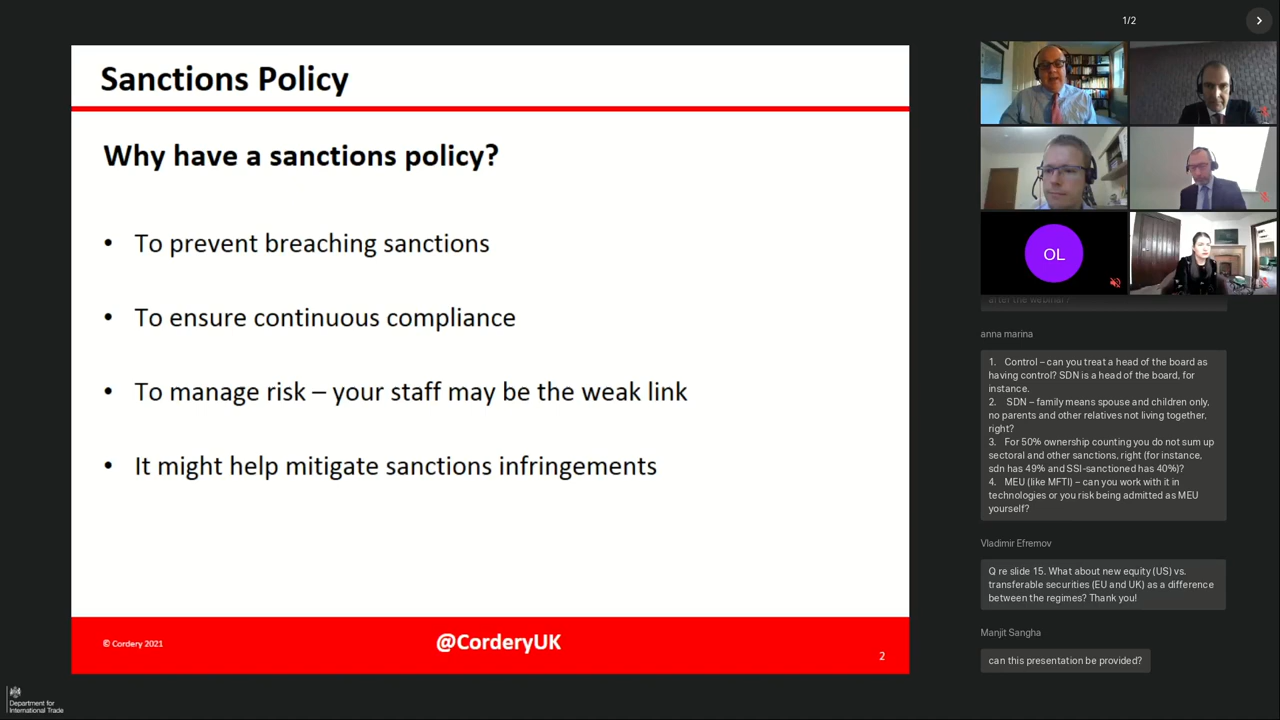 1/2
Sanctions Policy
Why have a sanctions policy?
• To prevent breaching sanctions
• To ensure continuous compliance
• To manage risk – your staff may be the weak link
• It might help mitigate sanctions infringements
© Cordery 2021
@CorderyUK
2
OL
after the webinar?
anna marina
1. Control – can you treat a head of the board as
having control? SDN is a head of the board, for
instance.
2. SDN – family means spouse and children only,
no parents and other relatives not living together,
right?
3. For 50% ownership counting you do not sum up
sectoral and other sanctions, right (for instance,
sdn has 49% and SSI-sanctioned has 40%)?
4. MEU (like MFTI) – can you work with it in
technologies or you risk being admitted as MEU
yourself?
Vladimir Efremov
Q re slide 15. What about new equity (US) vs.
transferable securities (EU and UK) as a difference
between the regimes? Thank you!
Manjit Sangha
can this presentation be provided?
Department for
International Trade